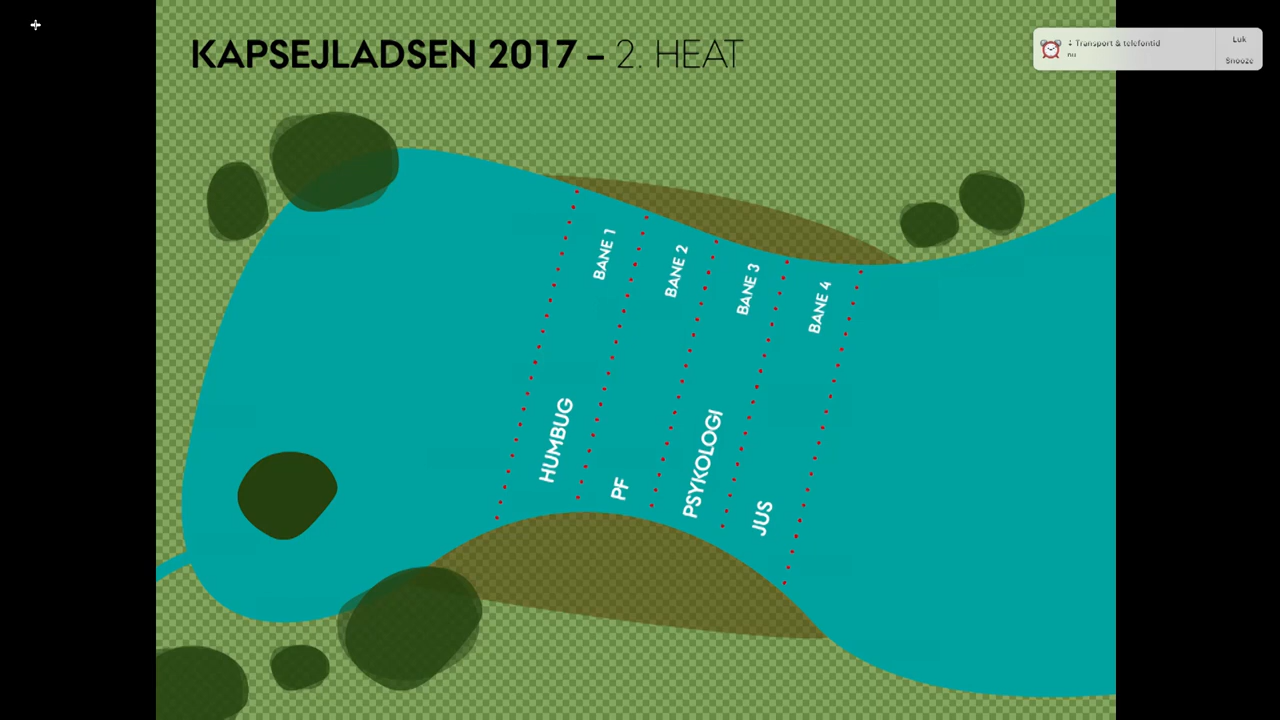 KAPSEJLADSEN 2017 – 2. HEAT
Transport & telefontid
nu
Luk
Snooze
BANE 1
BANE 2
BANE 3
BANE 4
HUMBUG
PF
PSYKOLOGI
JUS